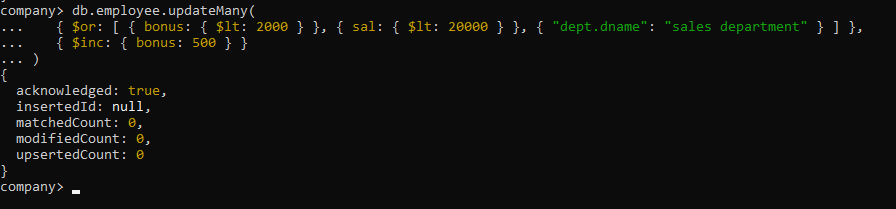 company> db.employee.updateMany(
...    { $or: [ { bonus: { $lt: 2000 } }, { sal: { $lt: 20000 } }, { "dept.dname": "sales department" } ] },
...    { $inc: { bonus: 500 } }
... )
{
  acknowledged: true,
  insertedId: null,
  matchedCount: 0,
  modifiedCount: 0,
  upsertedCount: 0
}
company>